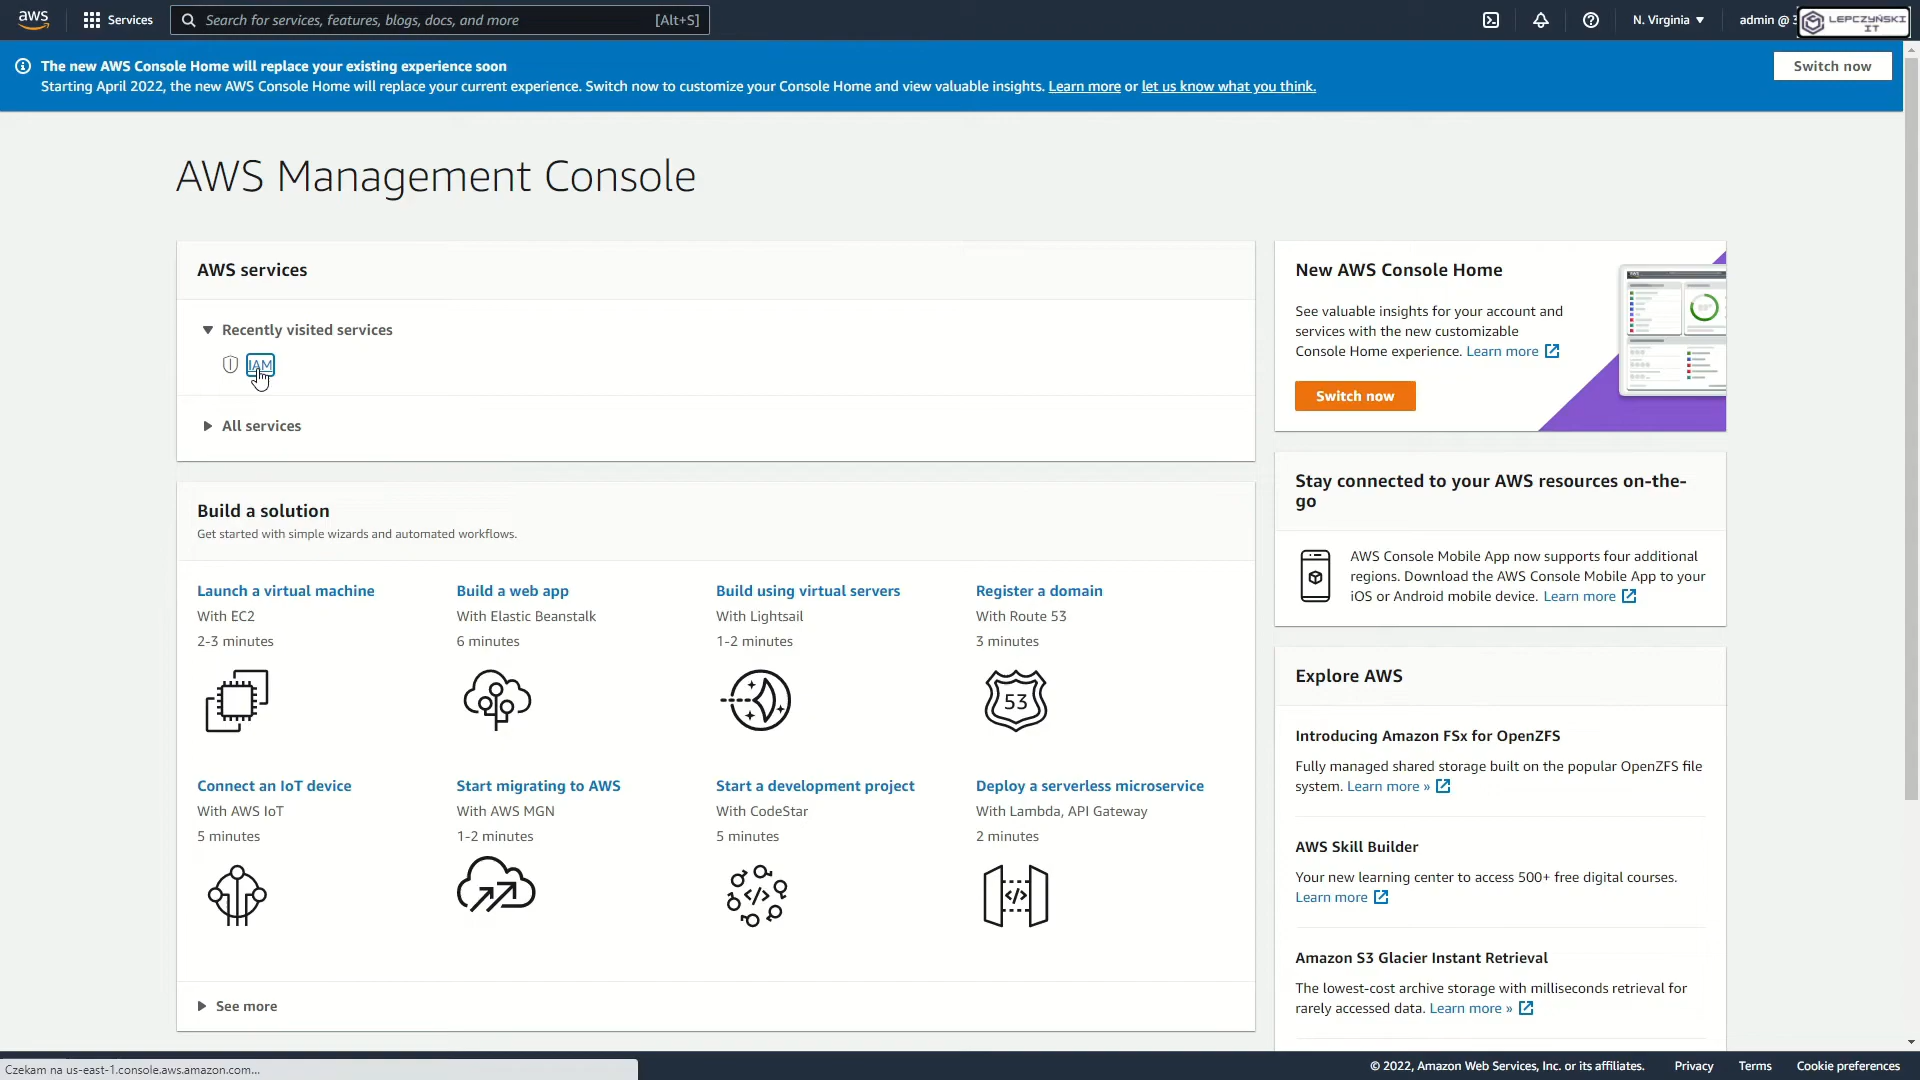 aws
Services
Search for services, features, blogs, docs, and more
[Alt+S]
N. Virginia
admin @
LEPCZYŃSKI
IT
The new AWS Console Home will replace your existing experience soon
Starting April 2022, the new AWS Console Home will replace your current experience. Switch now to customize your Console Home and view valuable insights. Learn more or let us know what you think.
Switch now
AWS Management Console
AWS services
Recently visited services
IAM
All services
Build a solution
Get started with simple wizards and automated workflows.
Launch a virtual machine
With EC2
2-3 minutes
Build a web app
With Elastic Beanstalk
6 minutes
Build using virtual servers
With Lightsail
1-2 minutes
Register a domain
With Route 53
3 minutes
53
Connect an IoT device
With AWS IoT
5 minutes
Start migrating to AWS
With AWS MGN
1-2 minutes
Start a development project
With CodeStar
5 minutes
</>
Deploy a serverless microservice
With Lambda, API Gateway
2 minutes
</>
See more
New AWS Console Home
See valuable insights for your account and
services with the new customizable
Console Home experience. Learn more
Switch now
Stay connected to your AWS resources on-the-
go
AWS Console Mobile App now supports four additional
regions. Download the AWS Console Mobile App to your
iOS or Android mobile device. Learn more
Explore AWS
Introducing Amazon FSx for OpenZFS
Fully managed shared storage built on the popular OpenZFS file
system. Learn more »
AWS Skill Builder
Your new learning center to access 500+ free digital courses.
Learn more
Amazon S3 Glacier Instant Retrieval
The lowest-cost archive storage with milliseconds retrieval for
rarely accessed data. Learn more »
Czekam na us-east-1.console.aws.amazon.com...
© 2022, Amazon Web Services, Inc. or its affiliates.
Privacy
Terms
Cookie preferences